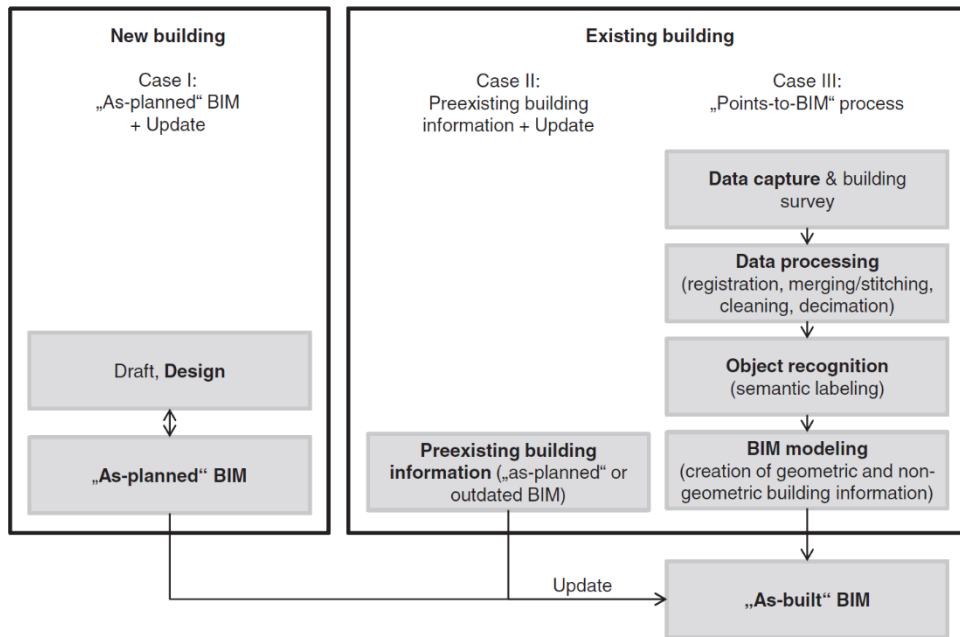 New building
Case I:
„As-planned“ BIM
+ Update
Draft, Design
„As-planned“ BIM
Existing building
Case II:
Preexisting building
information + Update
Preexisting building
information („as-planned“ or
outdated BIM)
Case III:
„Points-to-BIM“ process
Data capture & building
survey
Data processing
(registration, merging/stitching,
cleaning, decimation)
Object recognition
(semantic labeling)
BIM modeling
(creation of geometric and non-
geometric building information)
Update
„As-built“ BIM